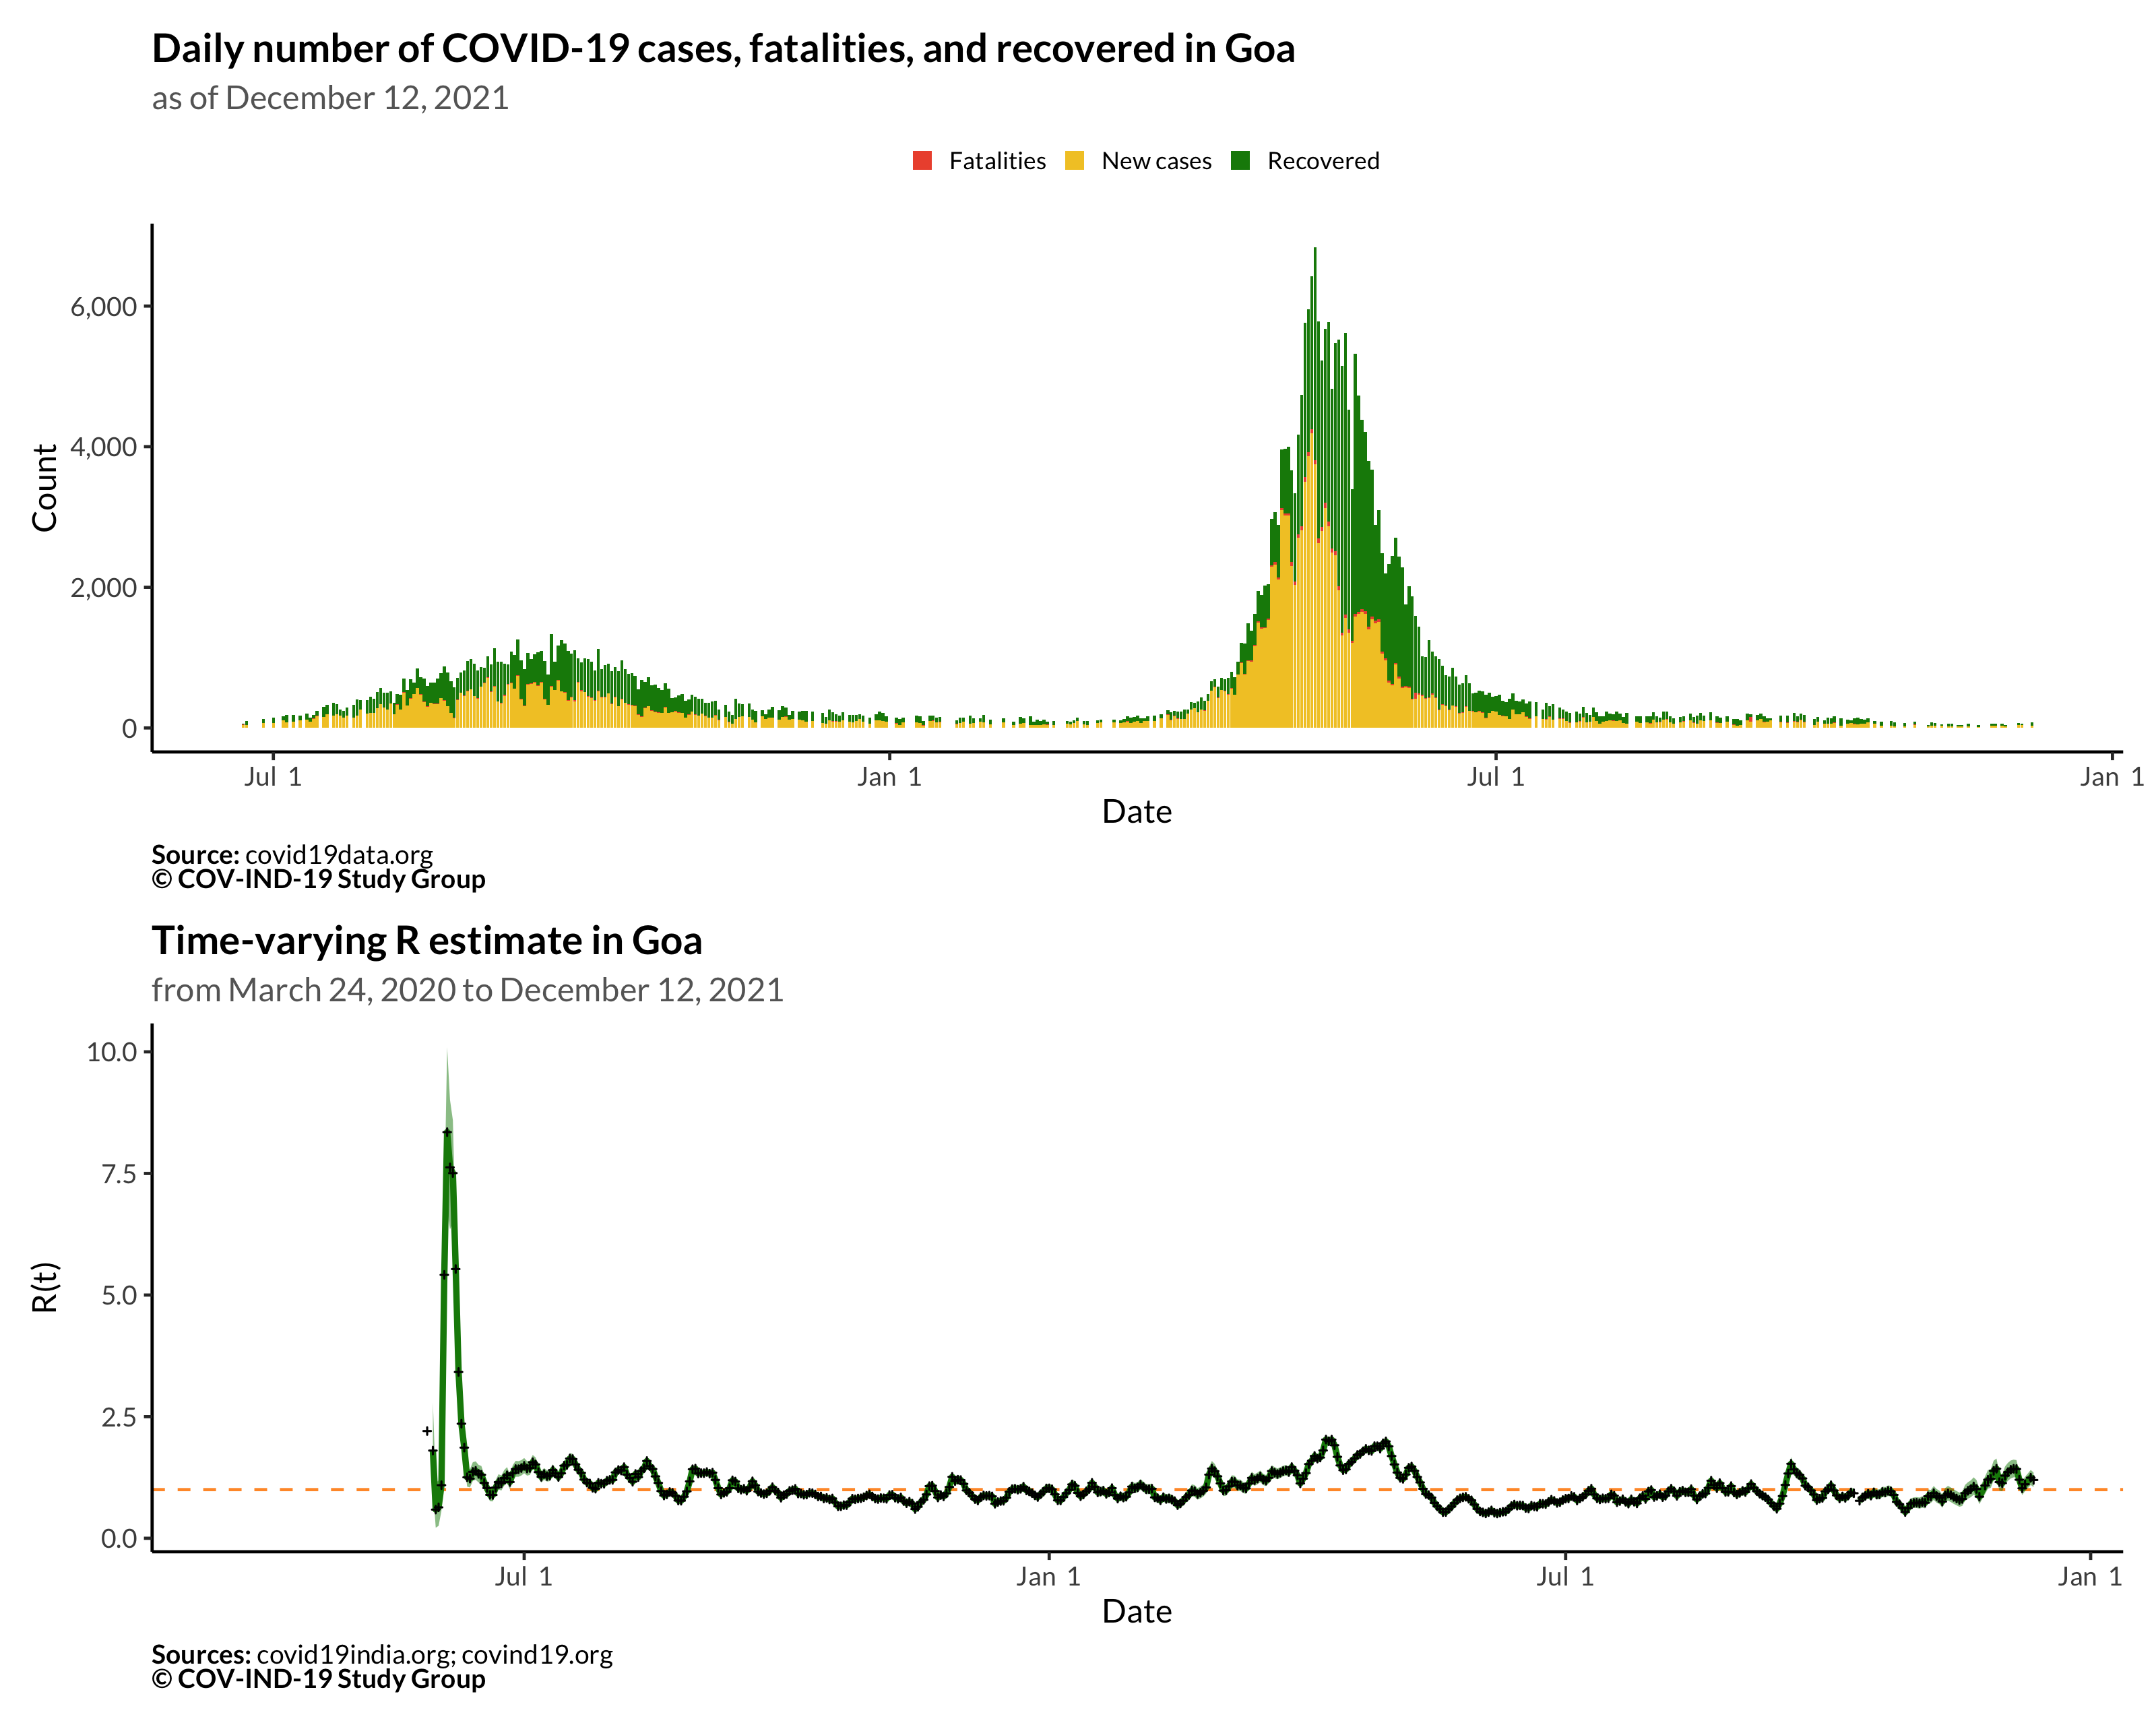 Daily number of COVID-19 cases, fatalities, and recovered in Goa
as of December 12, 2021
Fatalities New cases Recovered
6,000
4,000
2,000
0
Count
Jul 1 Jan 1 Jul 1 Jan 1
Date
Source: covid19data.org
© COV-IND-19 Study Group
Time-varying R estimate in Goa
from March 24, 2020 to December 12, 2021
10.0
7.5
5.0
2.5
0.0
R(t)
Jul 1 Jan 1 Jul 1 Jan 1
Date
Sources: covid19india.org; covind19.org
© COV-IND-19 Study Group